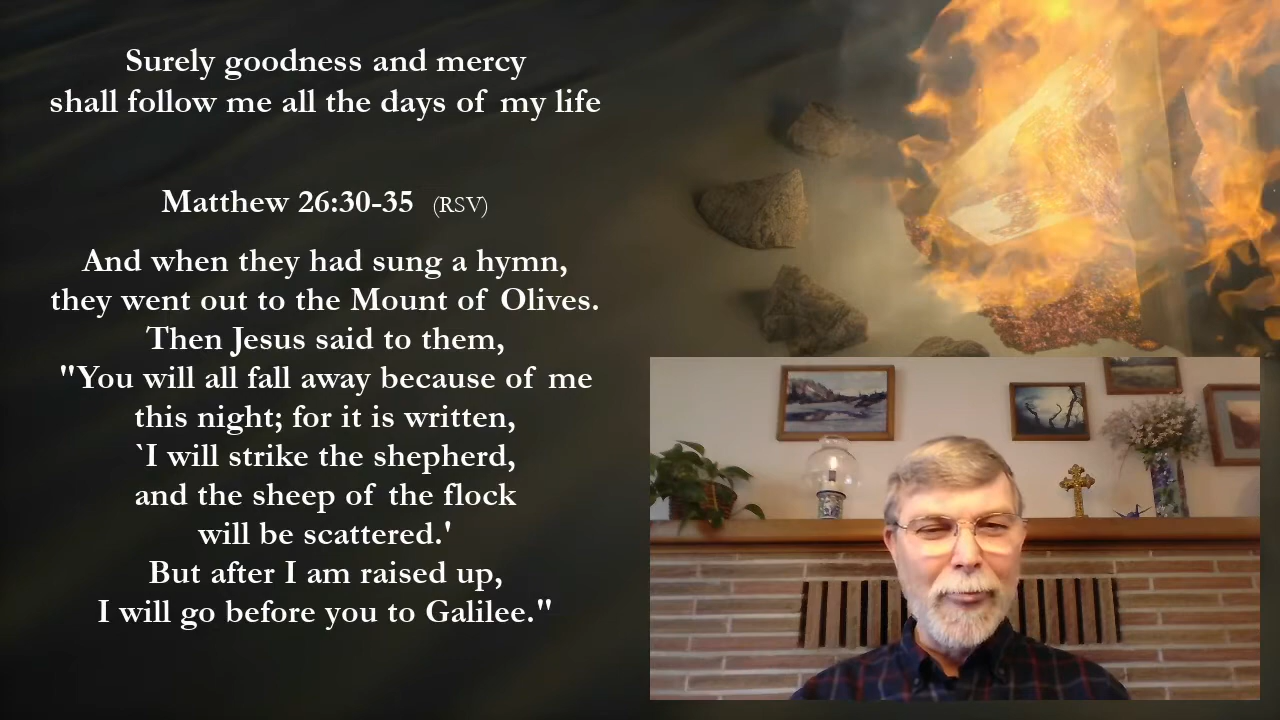 Surely goodness and mercy
shall follow me all the days of my life
Matthew 26:30-35 (RSV)
And when they had sung a hymn,
they went out to the Mount of Olives.
Then Jesus said to them,
"You will all fall away because of me
this night; for it is written,
`I will strike the shepherd,
and the sheep of the flock
will be scattered.'
But after I am raised up,
I will go before you to Galilee."